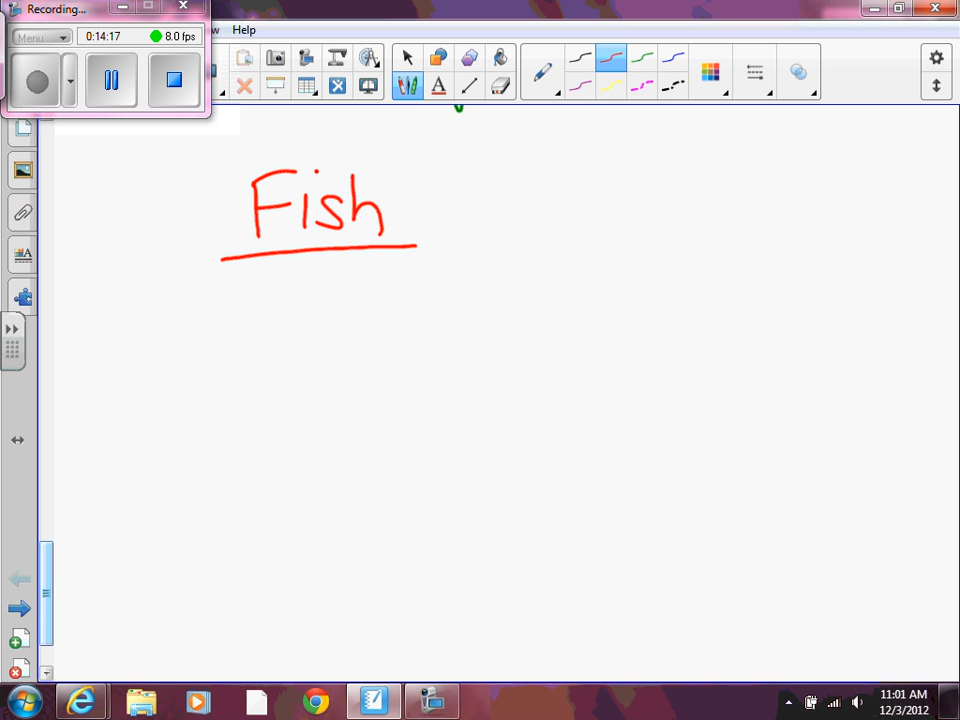 Recording...
Menu 0:14:17 8.0 fps
Help
Fish
11:01 AM
12/3/2012